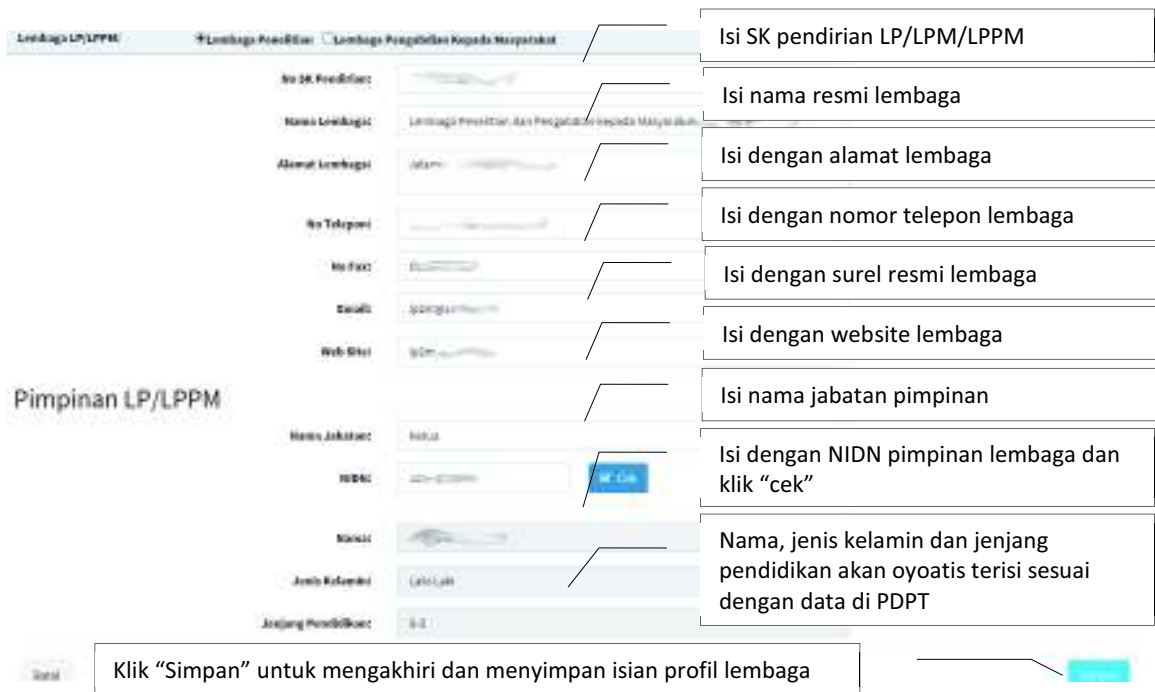 Isi SK pendirian LP/LPM/LPPM
Lembaga LP/LPPM
Lembaga Penelitian Lembaga Pengabdian Kepada Masyarakat
No SK Pendirian:
Isi nama resmi lembaga
Nama Lembaga:
Lembaga Penelitian dan Pengabdian kepada Masyarakat
Isi dengan alamat lembaga
Alamat Lembaga:
Isi dengan nomor telepon lembaga
No Telepon:
No Fax:
Isi dengan surel resmi lembaga
Email:
Isi dengan website lembaga
Web Site:
Pimpinan LP/LPPM
Isi nama jabatan pimpinan
Nama Jabatan:
Ketua
Isi dengan NIDN pimpinan lembaga dan
klik “cek”
NIDN:
Cek
Nama:
Nama, jenis kelamin dan jenjang
pendidikan akan oyoatis terisi sesuai
dengan data di PDPT
Jenis Kelamin:
Laki-Laki
Jenjang Pendidikan:
Batal
Klik “Simpan” untuk mengakhiri dan menyimpan isian profil lembaga